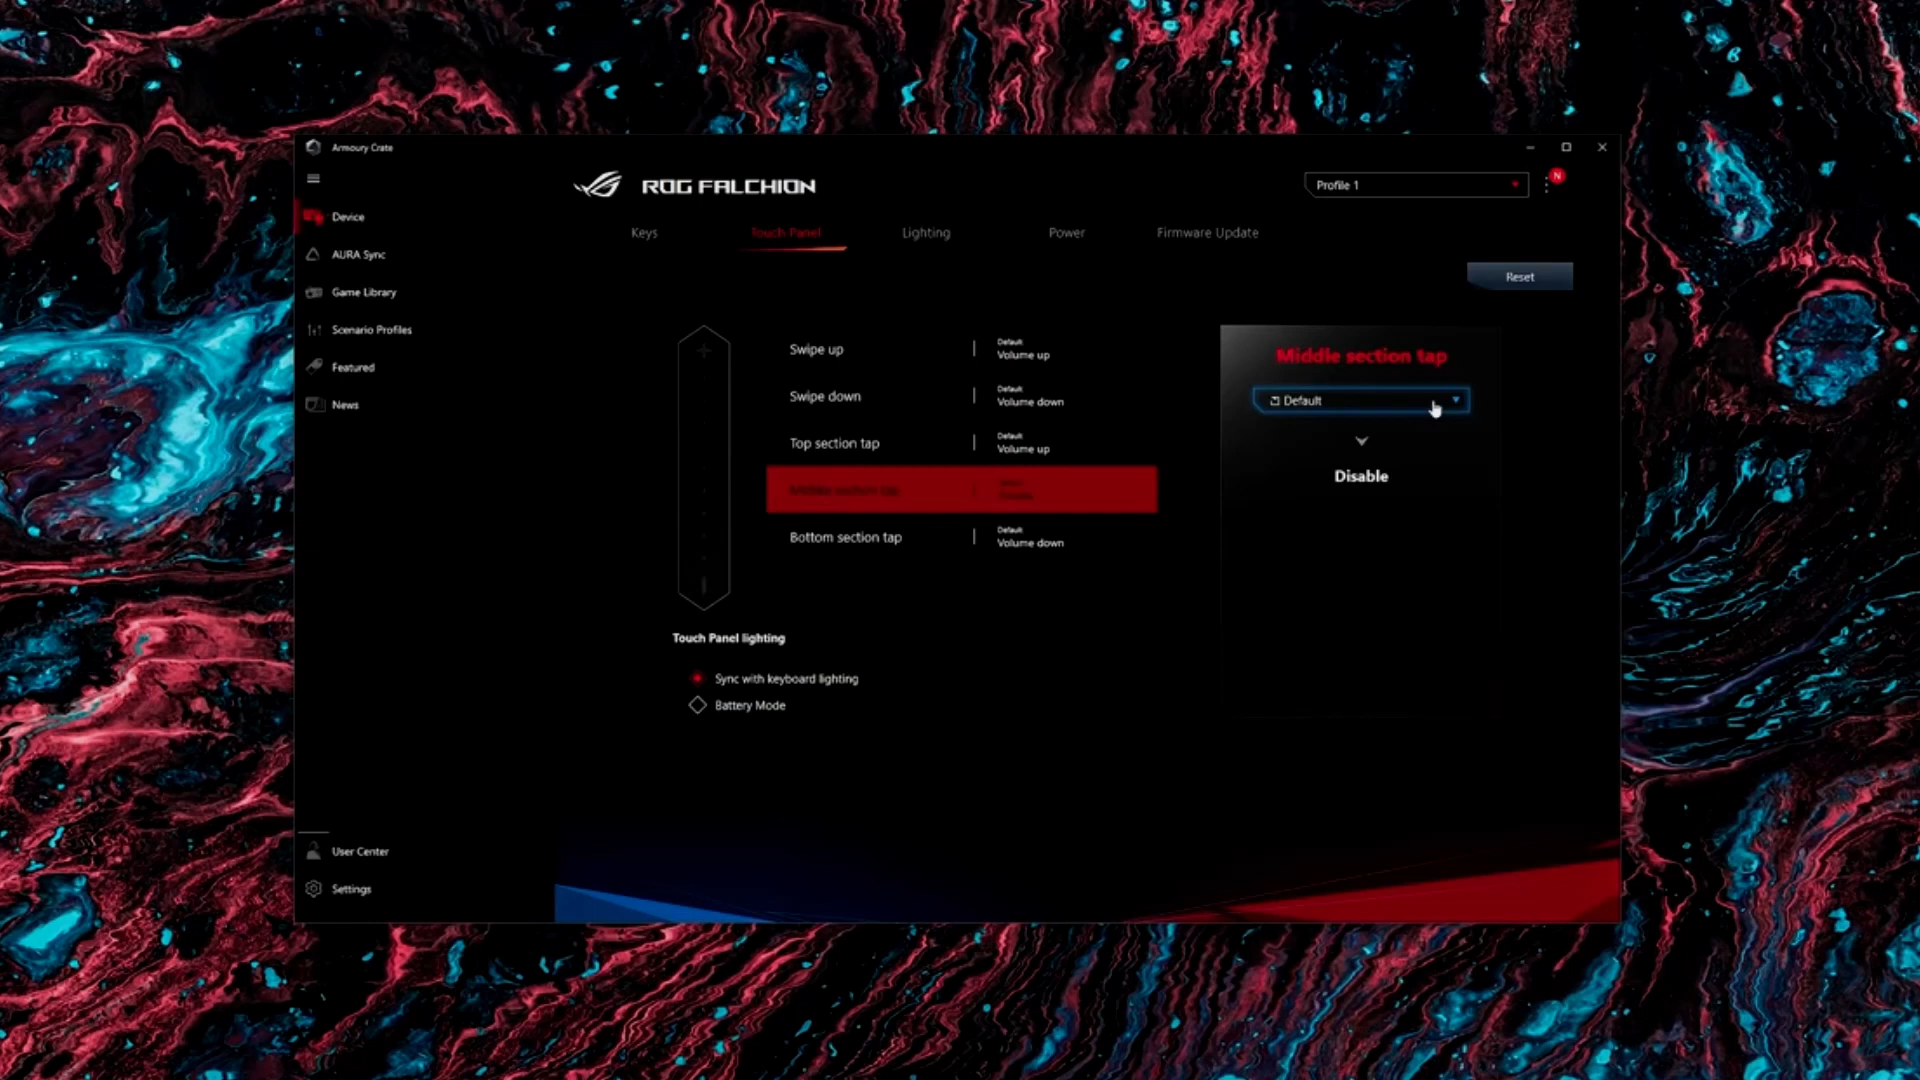 Armoury Crate
ROG FALCHION
Profile 1
N
Device
AURA Sync
Game Library
Scenario Profiles
Featured
News
Keys
Touch Panel
Lighting
Power
Firmware Update
Reset
Swipe up
Default
Volume up
Swipe down
Default
Volume down
Top section tap
Default
Volume up
Middle section tap
Bottom section tap
Default
Volume down
Middle section tap
Default
Disable
Touch Panel lighting
Sync with keyboard lighting
Battery Mode
User Center
Settings